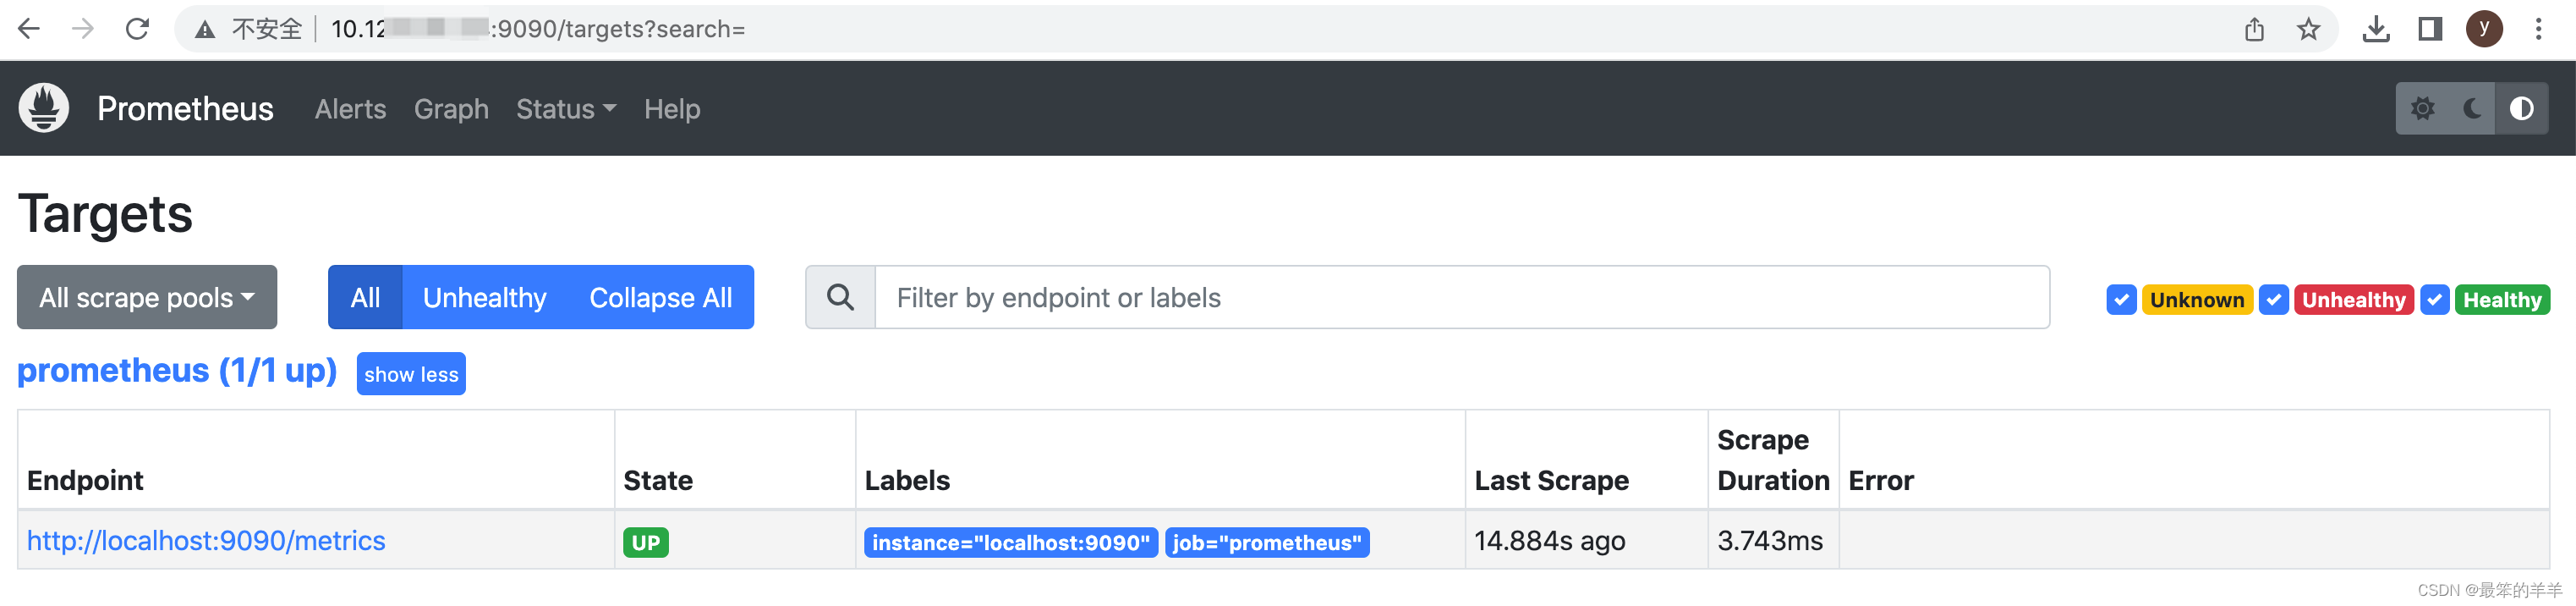 不安全 10.12 :9090/targets?search= y
Prometheus Alerts Graph Status Help
Targets
All scrape pools All Unhealthy Collapse All Filter by endpoint or labels Unknown Unhealthy Healthy
prometheus (1/1 up) show less
Endpoint State Labels Last Scrape Scrape Duration Error
http://localhost:9090/metrics UP instance="localhost:9090" job="prometheus" 14.884s ago 3.743ms
CSDN @最笨的羊羊